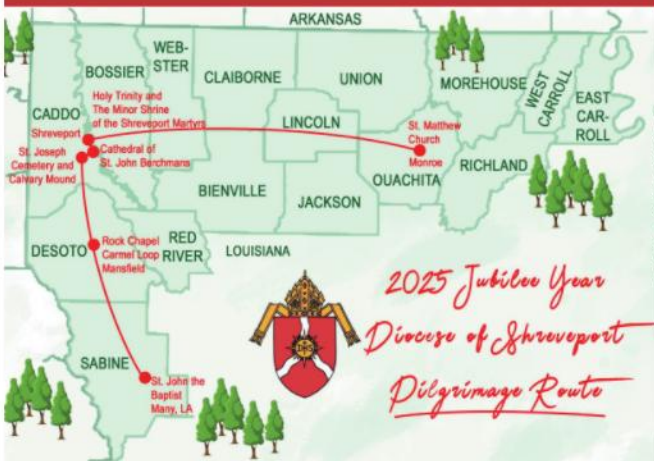 ARKANSAS
WEB-
STER
BOSSIER
CLAIBORNE
UNION
MOREHOUSE
WEST
CARROLL
EAST
CAR-
ROLL
CADDO
Holy Trinity and
The Minor Shrine
of the Shreveport Martyrs
LINCOLN
Shreveport
St. Matthew
Church
Monroe
St. Joseph
Cemetery and
Calvary Mound
Cathedral of
St. John Berchmans
RICHLAND
OUACHITA
BIENVILLE
JACKSON
DESOTO
Rock Chapel
Carmel Loop
Mansfield
RED
RIVER
LOUISIANA
IHS
2025 Jubilee Year
Diocese of Shreveport
Pilgrimage Route
SABINE
St. John the
Baptist
Many, LA